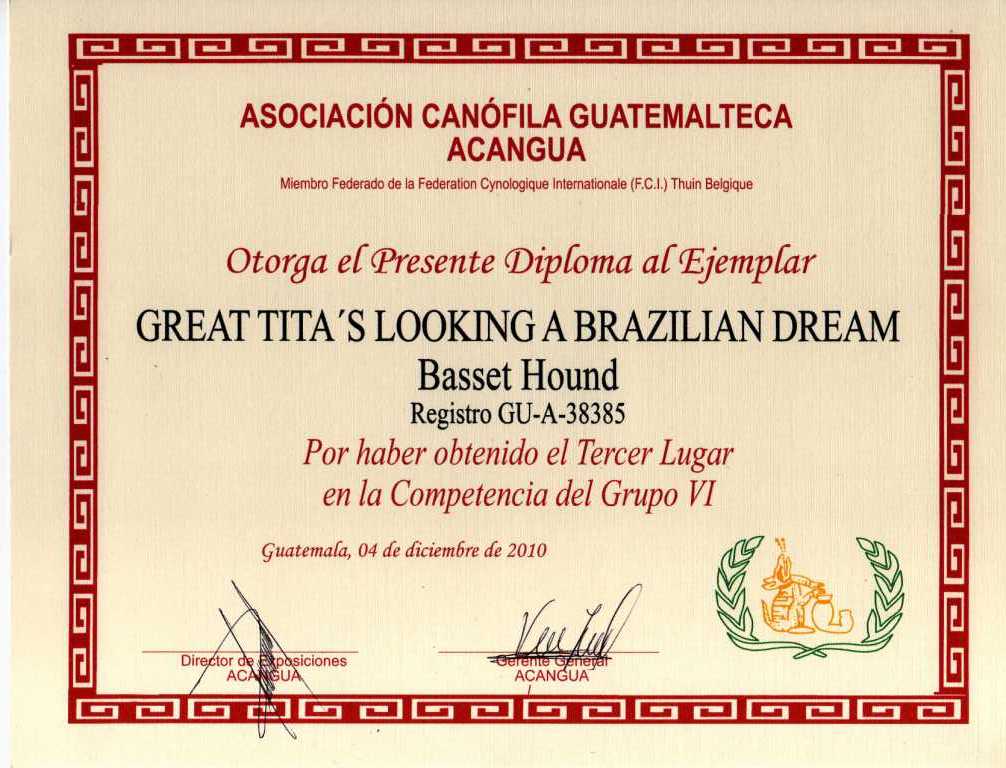 ASOCIACIÓN CANÓFILA GUATEMALTECA
ACANGUA
Miembro Federado de la Federation Cynologique Internationale (F.C.I.) Thuin Belgique
Otorga el Presente Diploma al Ejemplar
GREAT TITA´S LOOKING A BRAZILIAN DREAM
Basset Hound
Registro GU-A-38385
Por haber obtenido el Tercer Lugar
en la Competencia del Grupo VI
Guatemala, 04 de diciembre de 2010
Director de Exposiciones
ACANGUA
Gerente General
ACANGUA